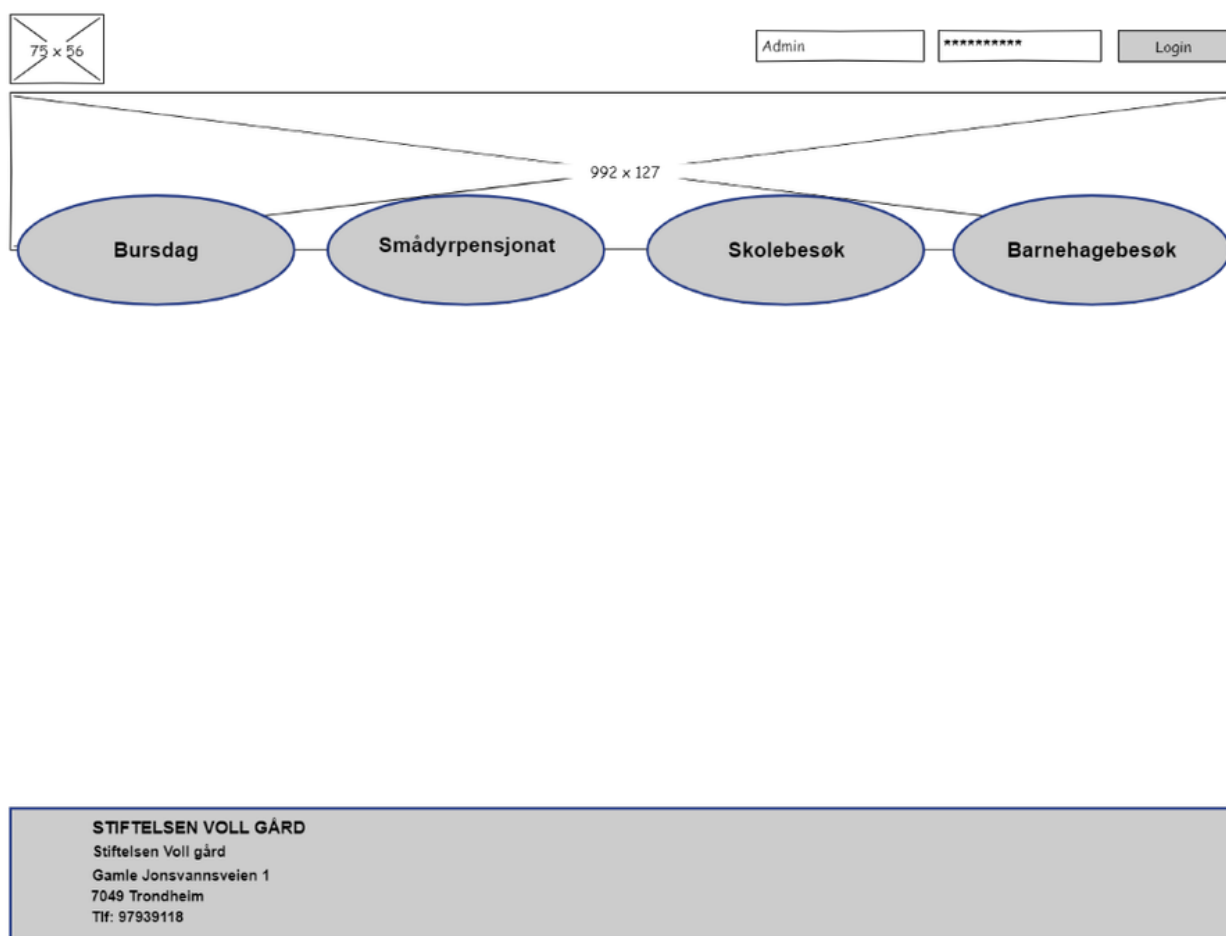 75 x 56
Admin
**********
Login
992 x 127
Bursdag
Smådyrpensjonat
Skolebesøk
Barnehagebesøk
STIFTELSEN VOLL GÅRD
Stiftelsen Voll gård
Gamle Jonsvannsveien 1
7049 Trondheim
Tlf: 97939118